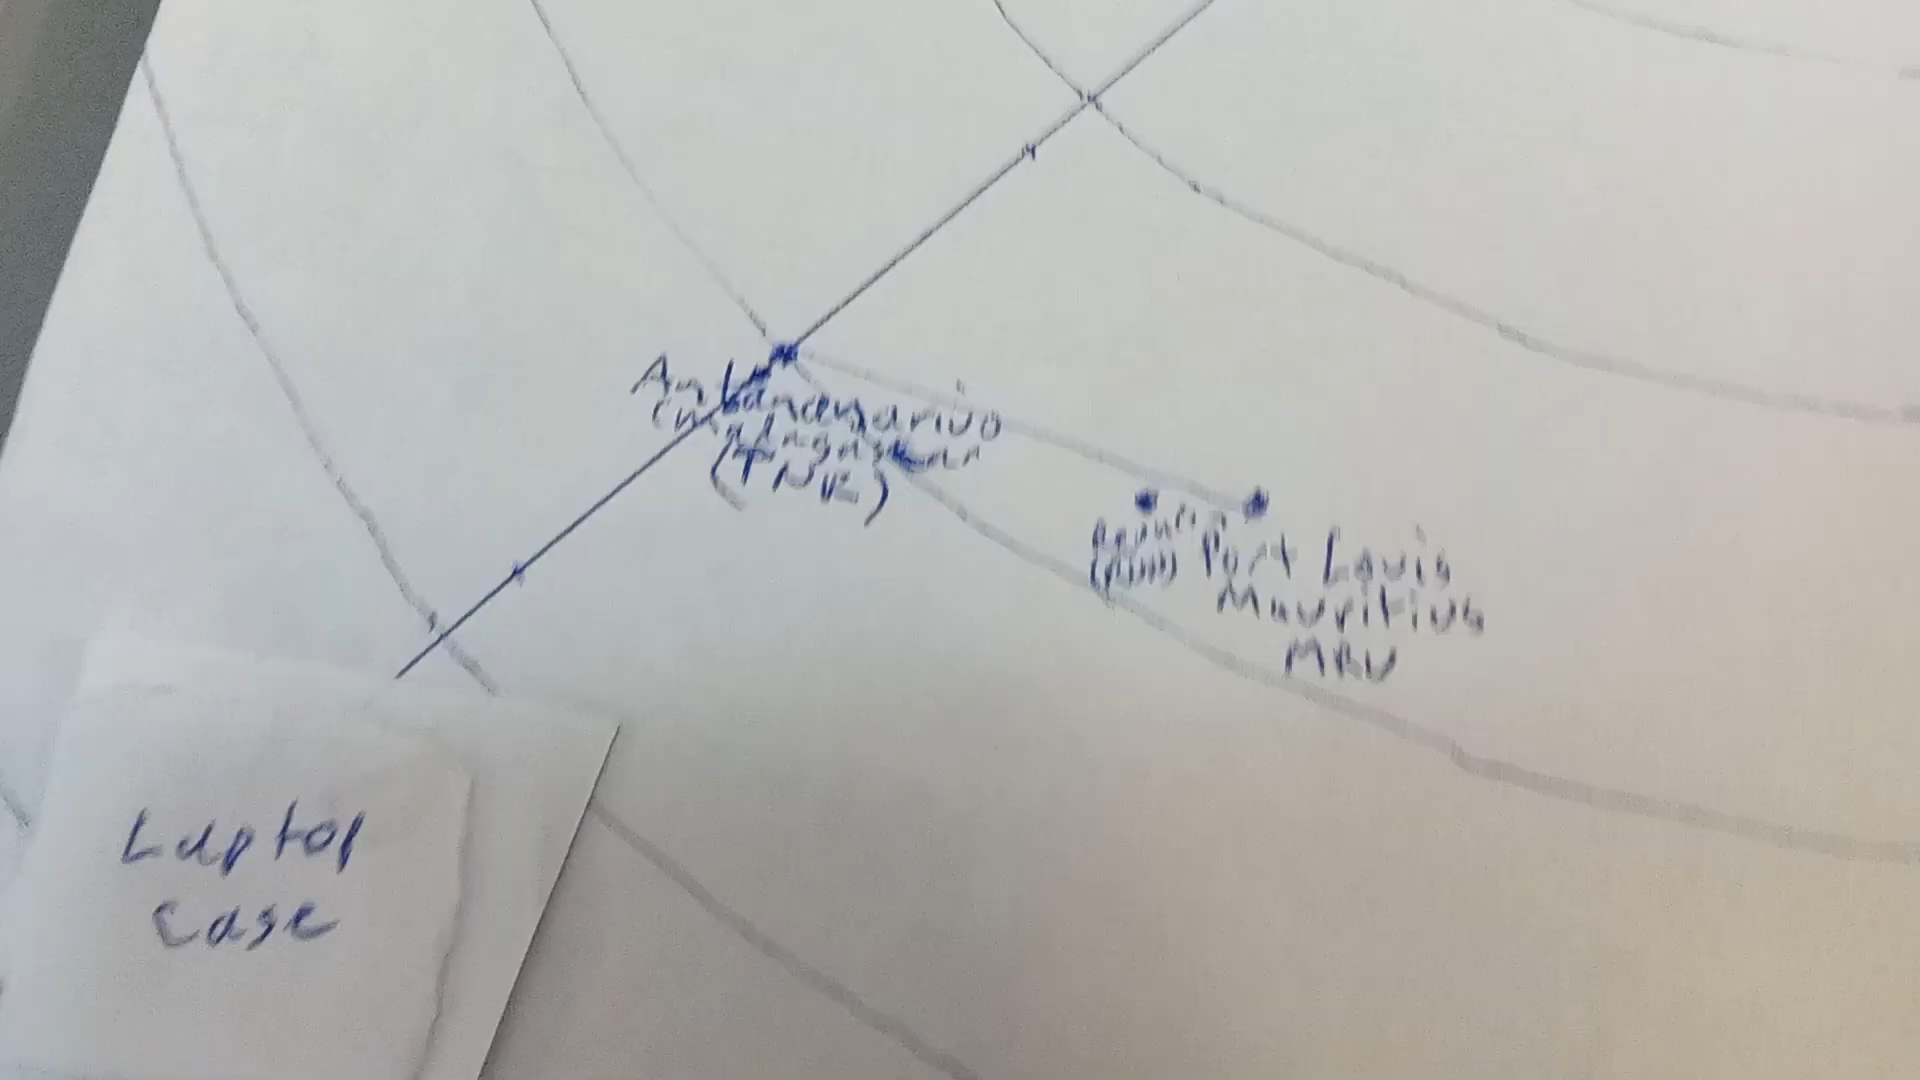 Antananarivo
(Madagascar)
(TNR)
Port Louis
Mauritius
MRU
Laptop
case